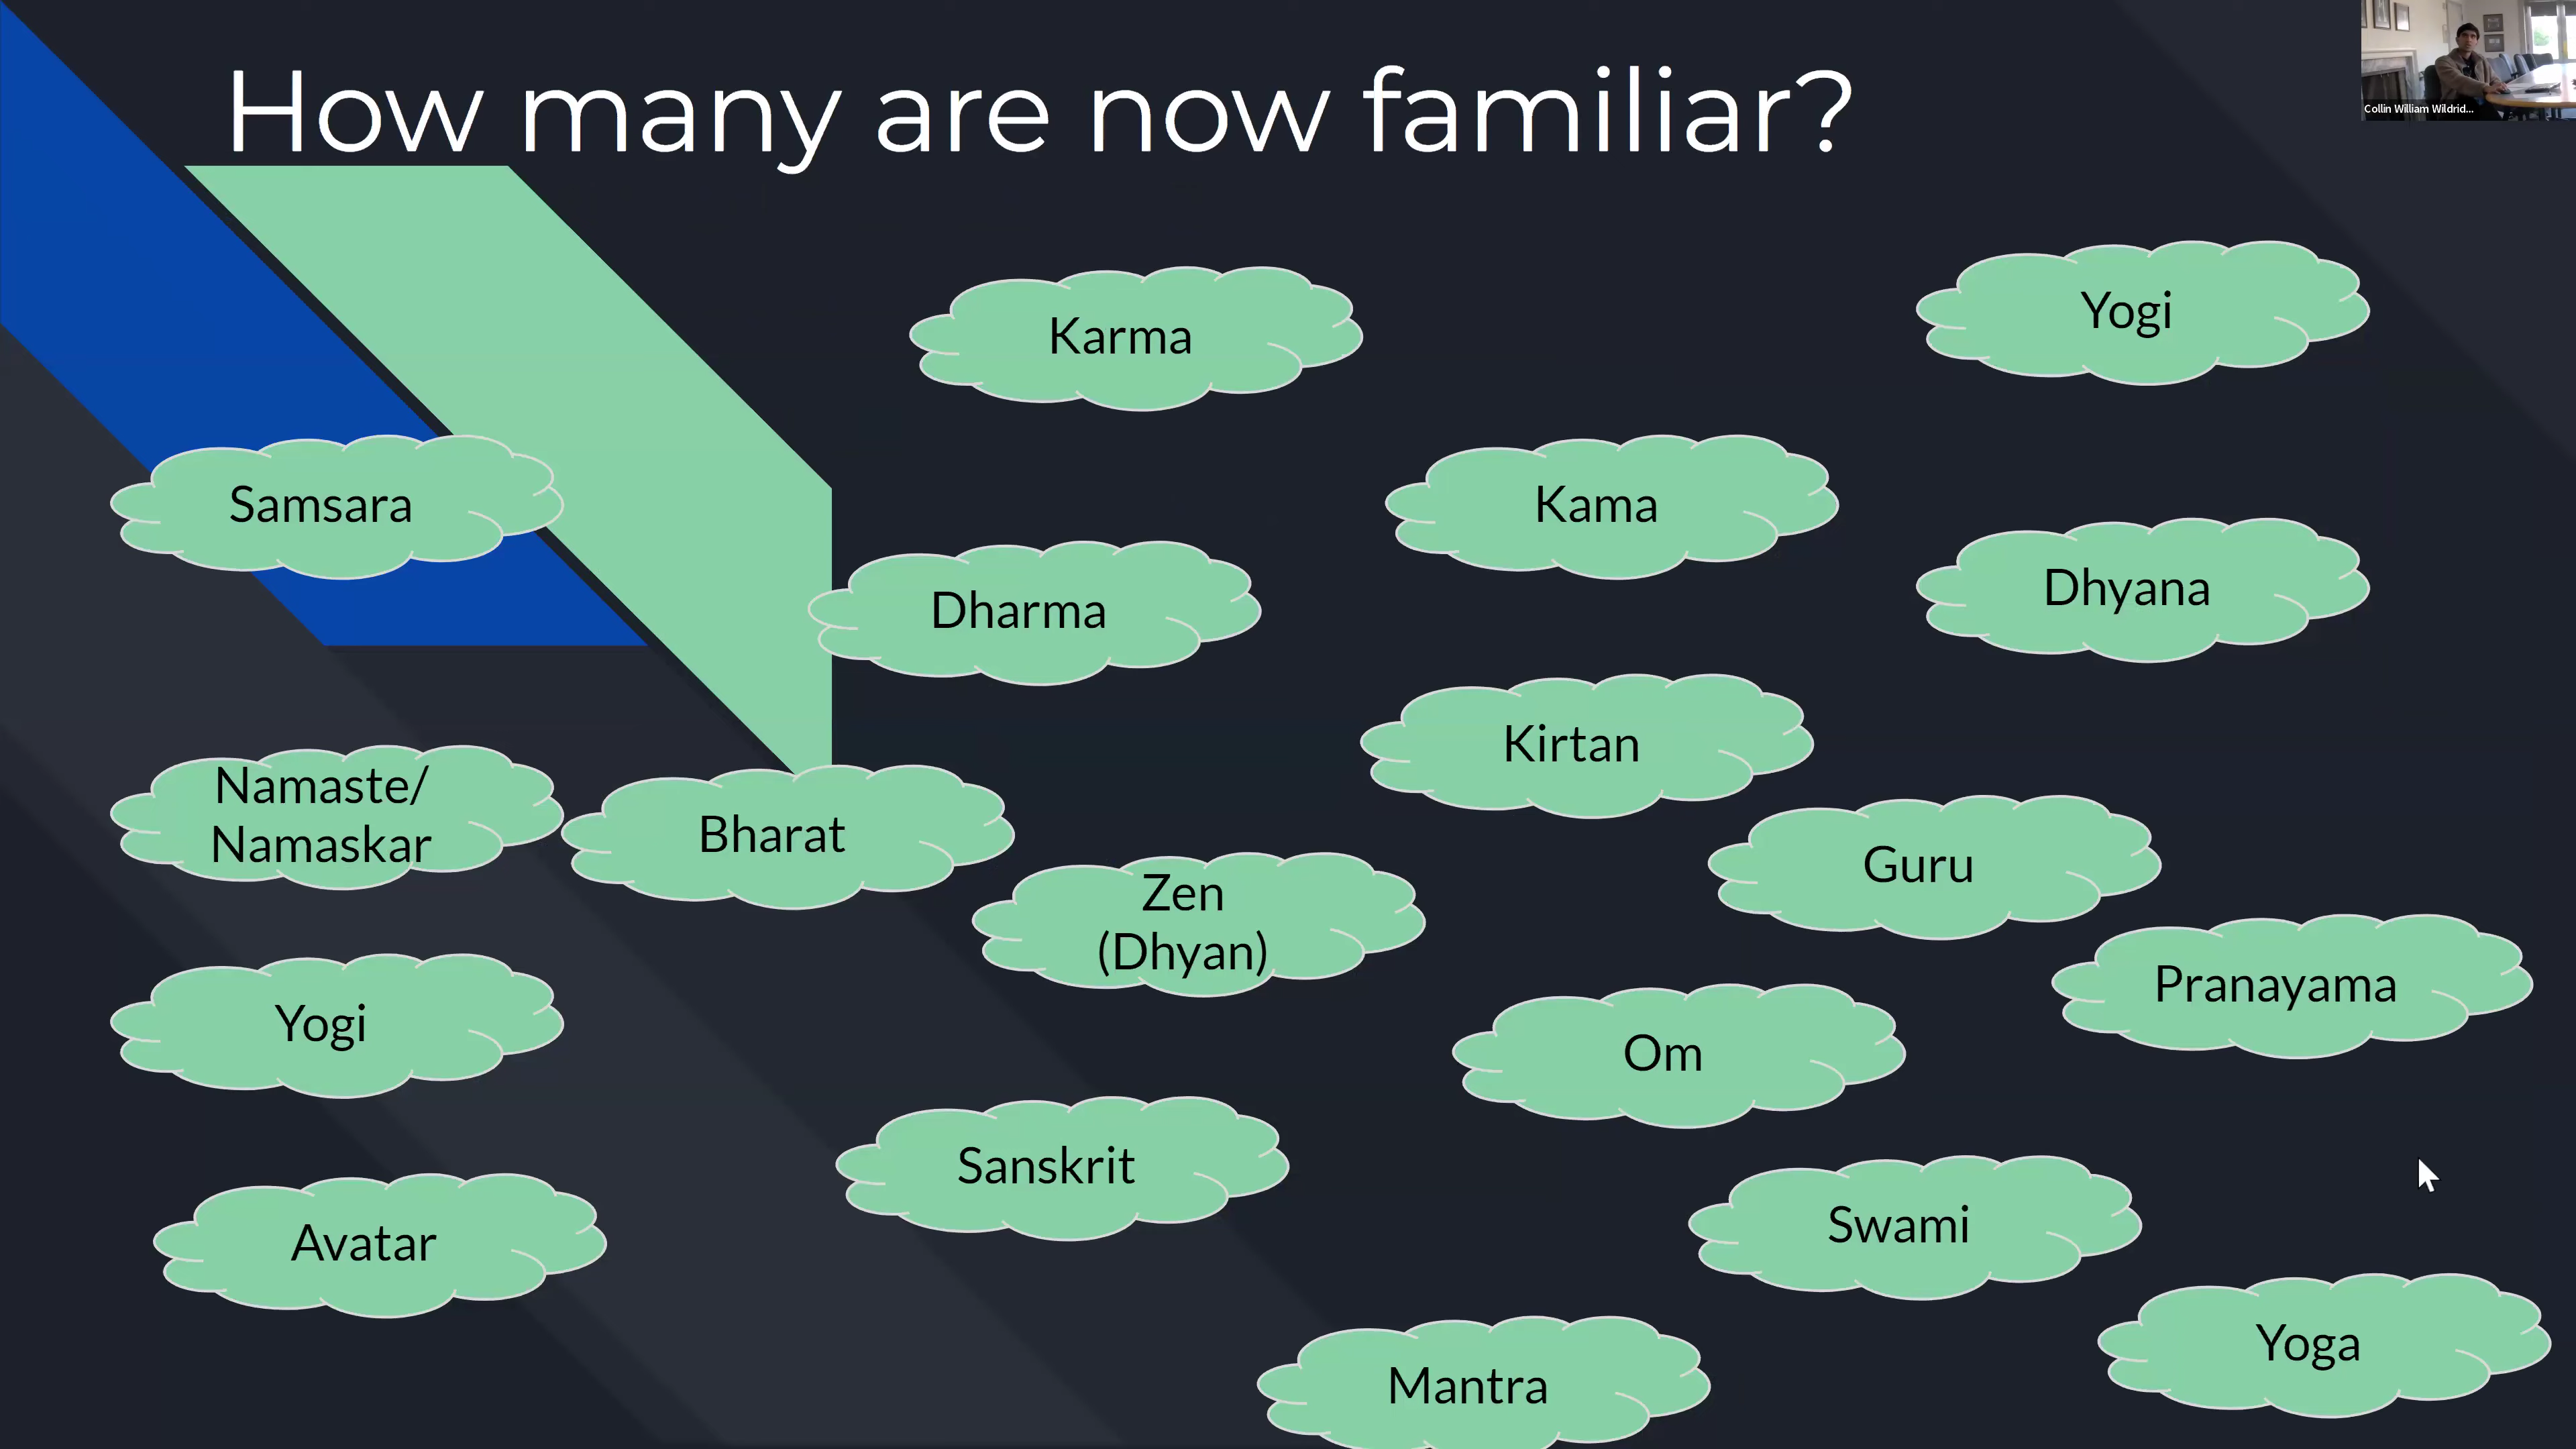 How many are now familiar?
Collin William Wildrid...
Karma
Yogi
Samsara
Kama
Dharma
Dhyana
Kirtan
Namaste/
Namaskar
Bharat
Guru
Zen
(Dhyan)
Pranayama
Yogi
Om
Sanskrit
Avatar
Swami
Mantra
Yoga